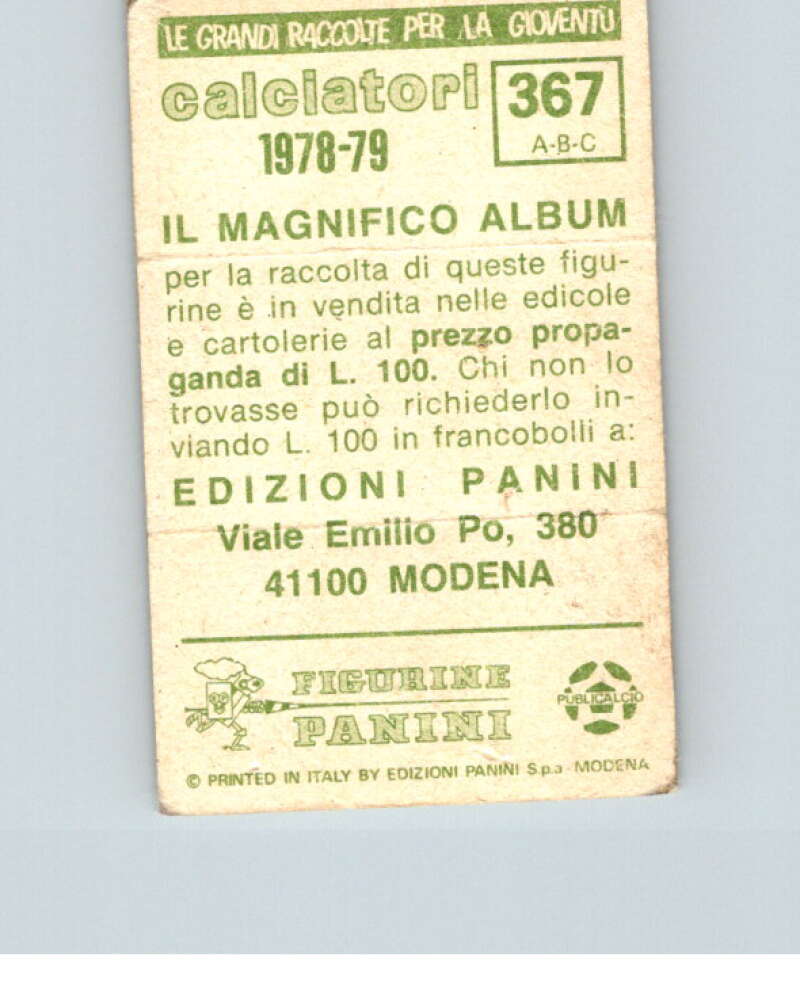 LE GRANDI RACCOLTE PER LA GIOVENTÙ
calciatori
1978-79
367
A-B-C
IL MAGNIFICO ALBUM
per la raccolta di queste figu-
rine è in vendita nelle edicole
e cartolerie al prezzo propa-
ganda di L. 100. Chi non lo
trovasse può richiederlo in-
viando L. 100 in francobolli a:
EDIZIONI PANINI
Viale Emilio Po, 380
41100 MODENA
FIGURINE
PANINI
PUBLICALCIO
© PRINTED IN ITALY BY EDIZIONI PANINI S.p.a - MODENA